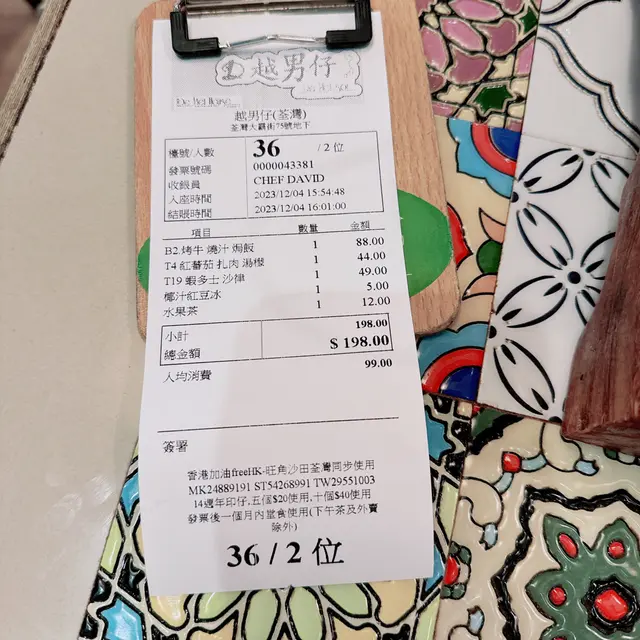 越男仔
Die Viet Name
越男仔(荃灣)
荃灣大霸街75號地下
檯號/人數 36 / 2 位
發票號碼 0000043381
收銀員 CHEF DAVID
入座時間 2023/12/04 15:54:48
結賬時間 2023/12/04 16:01:00
項目 數量 金額
B2.烤牛 燒汁 焗飯 1 88.00
T4 紅蕃茄 扎肉 湯檬 1 44.00
T19 蝦多士 沙律 1 49.00
椰汁紅豆冰 1 5.00
水果茶 1 12.00
小計 198.00
總金額 $ 198.00
人均消費 99.00
簽署
香港加油freeHK-旺角沙田荃灣同步使用
MK24889191 ST54268991 TW29551003
14週年印仔,五個$20使用,十個$40使用
發票後一個月內堂食使用(下午茶及外賣
除外)
36 / 2 位